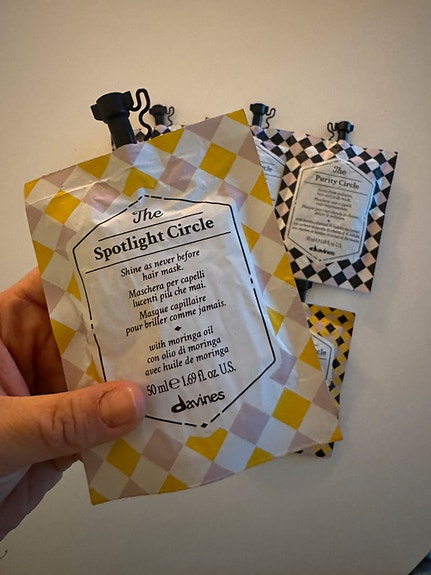 The
Spotlight Circle
Shine as never before
hair mask.
Maschera per capelli
lucenti più che mai.
Masque capillaire
pour briller comme jamais.
with moringa oil
con olio di moringa
avec huile de moringa
50 ml e 1.69 fl. oz. U.S.
davines
The
Purity Circle
davines